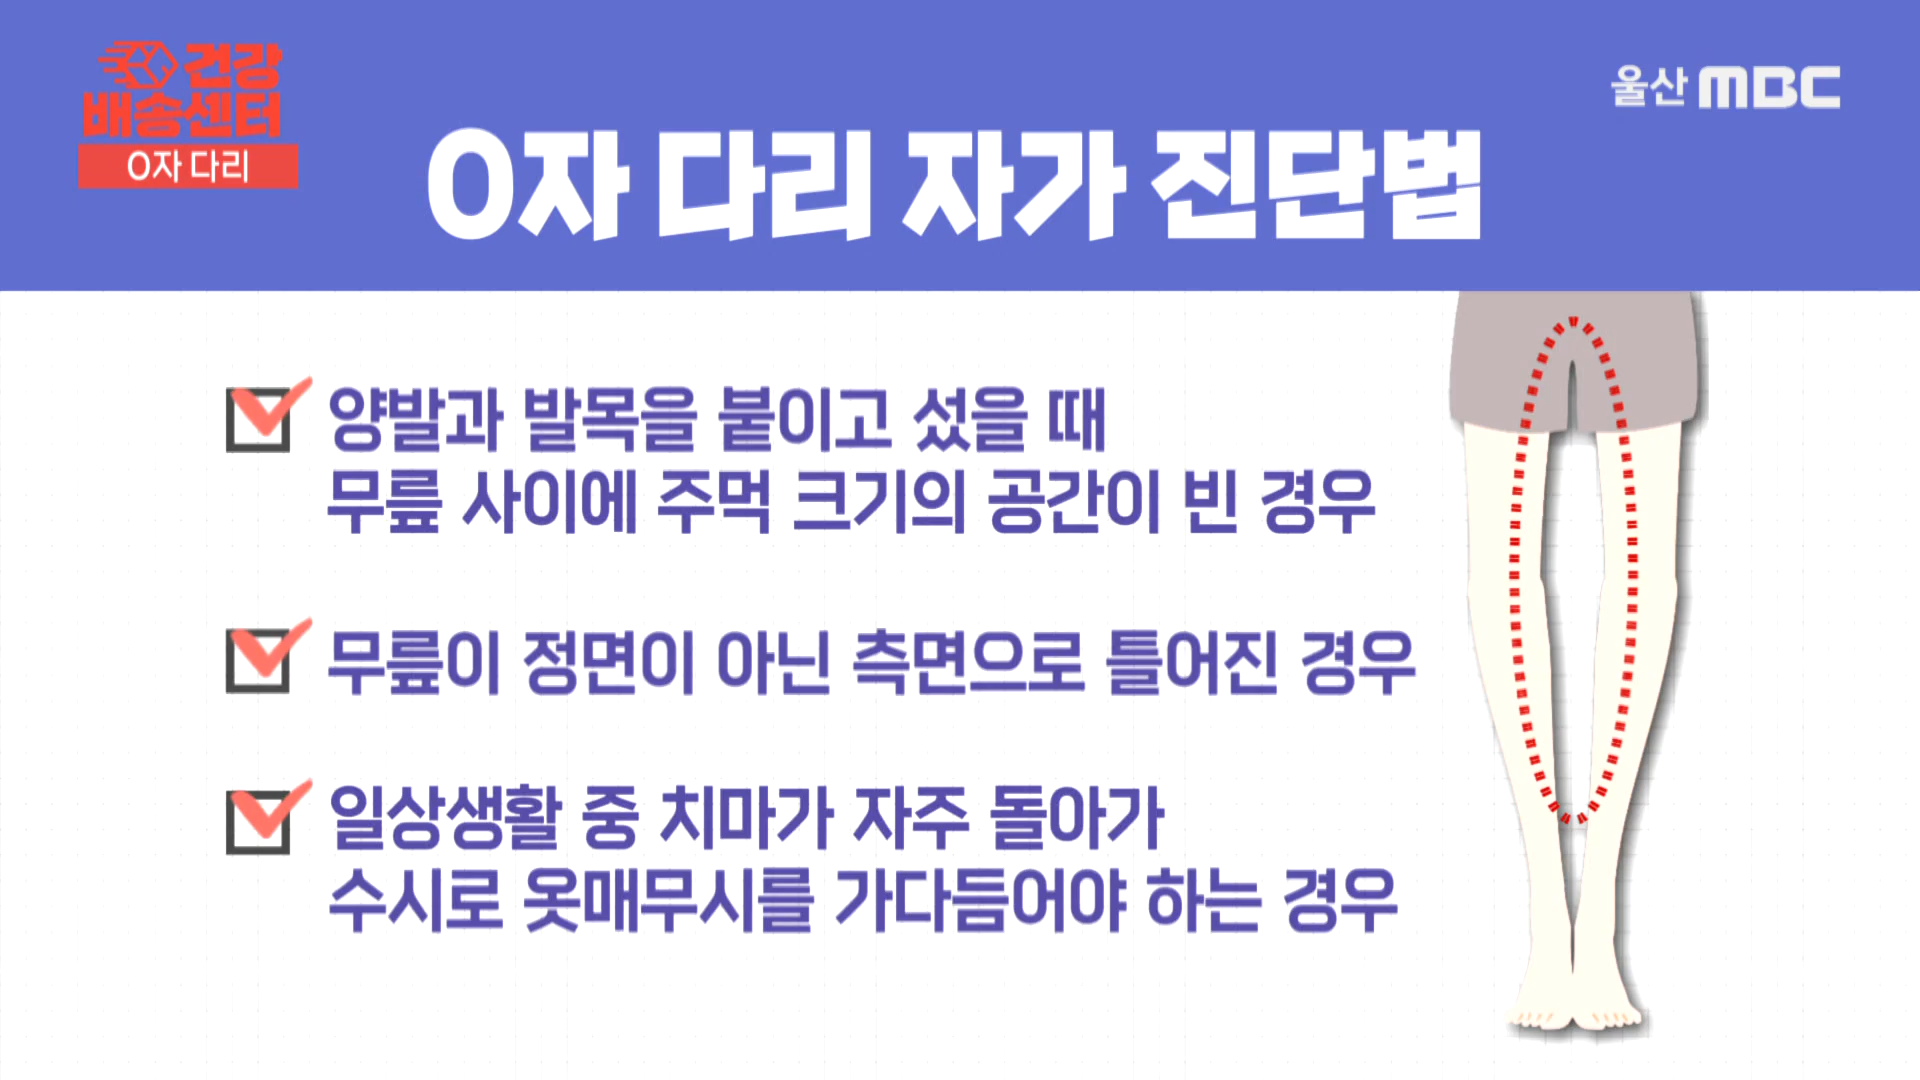 건강
배송센터
O자 다리
울산 MBC
O자 다리 자가 진단법
양발과 발목을 붙이고 섰을 때
무릎 사이에 주먹 크기의 공간이 빈 경우
무릎이 정면이 아닌 측면으로 틀어진 경우
일상생활 중 치마가 자주 돌아가
수시로 옷매무시를 가다듬어야 하는 경우